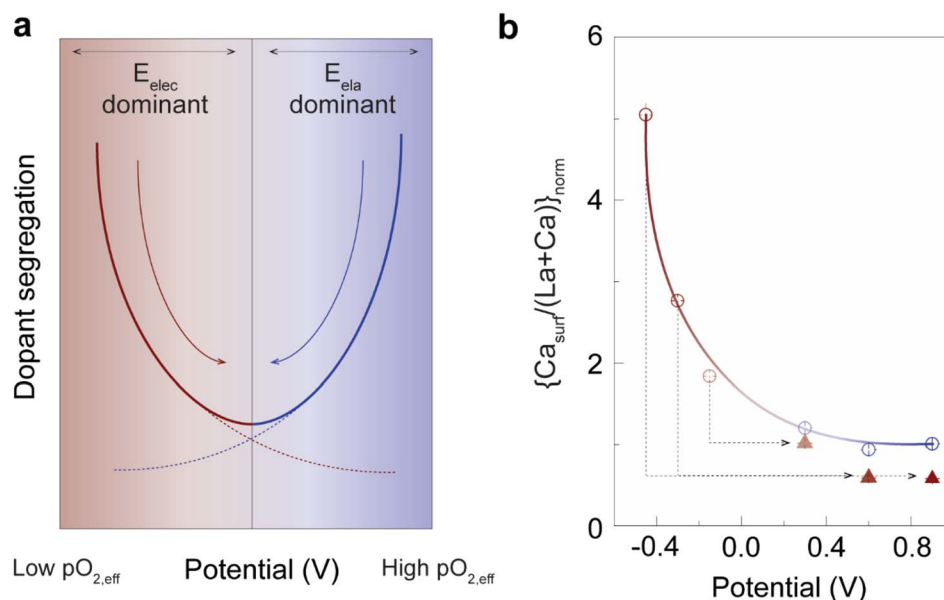 a
E_elec
dominant
E_ela
dominant
Dopant segregation
Low pO_2,eff
Potential (V)
High pO_2,eff
b
{Ca_surf/(La+Ca)}_norm
6
4
2
0
-0.4
0.0
0.4
0.8
Potential (V)